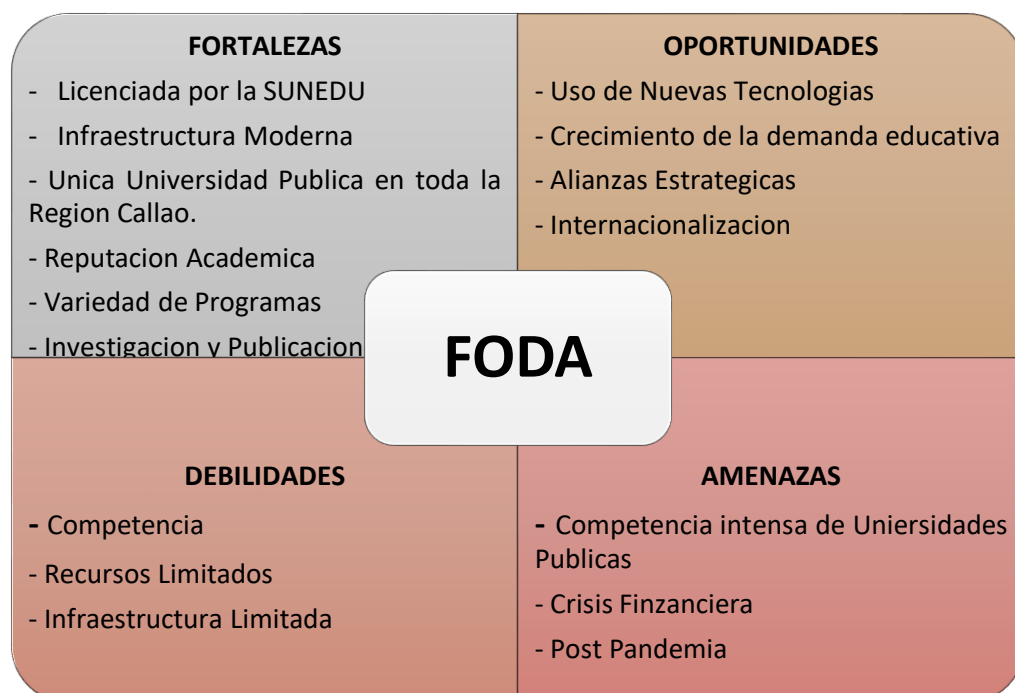 FORTALEZAS
- Licenciada por la SUNEDU
- Infraestructura Moderna
- Unica Universidad Publica en toda la
Region Callao.
- Reputacion Academica
- Variedad de Programas
- Investigacion y Publicacion
OPORTUNIDADES
- Uso de Nuevas Tecnologias
- Crecimiento de la demanda educativa
- Alianzas Estrategicas
- Internacionalizacion
FODA
DEBILIDADES
- Competencia
- Recursos Limitados
- Infraestructura Limitada
AMENAZAS
- Competencia intensa de Uniersidades
Publicas
- Crisis Finzanciera
- Post Pandemia